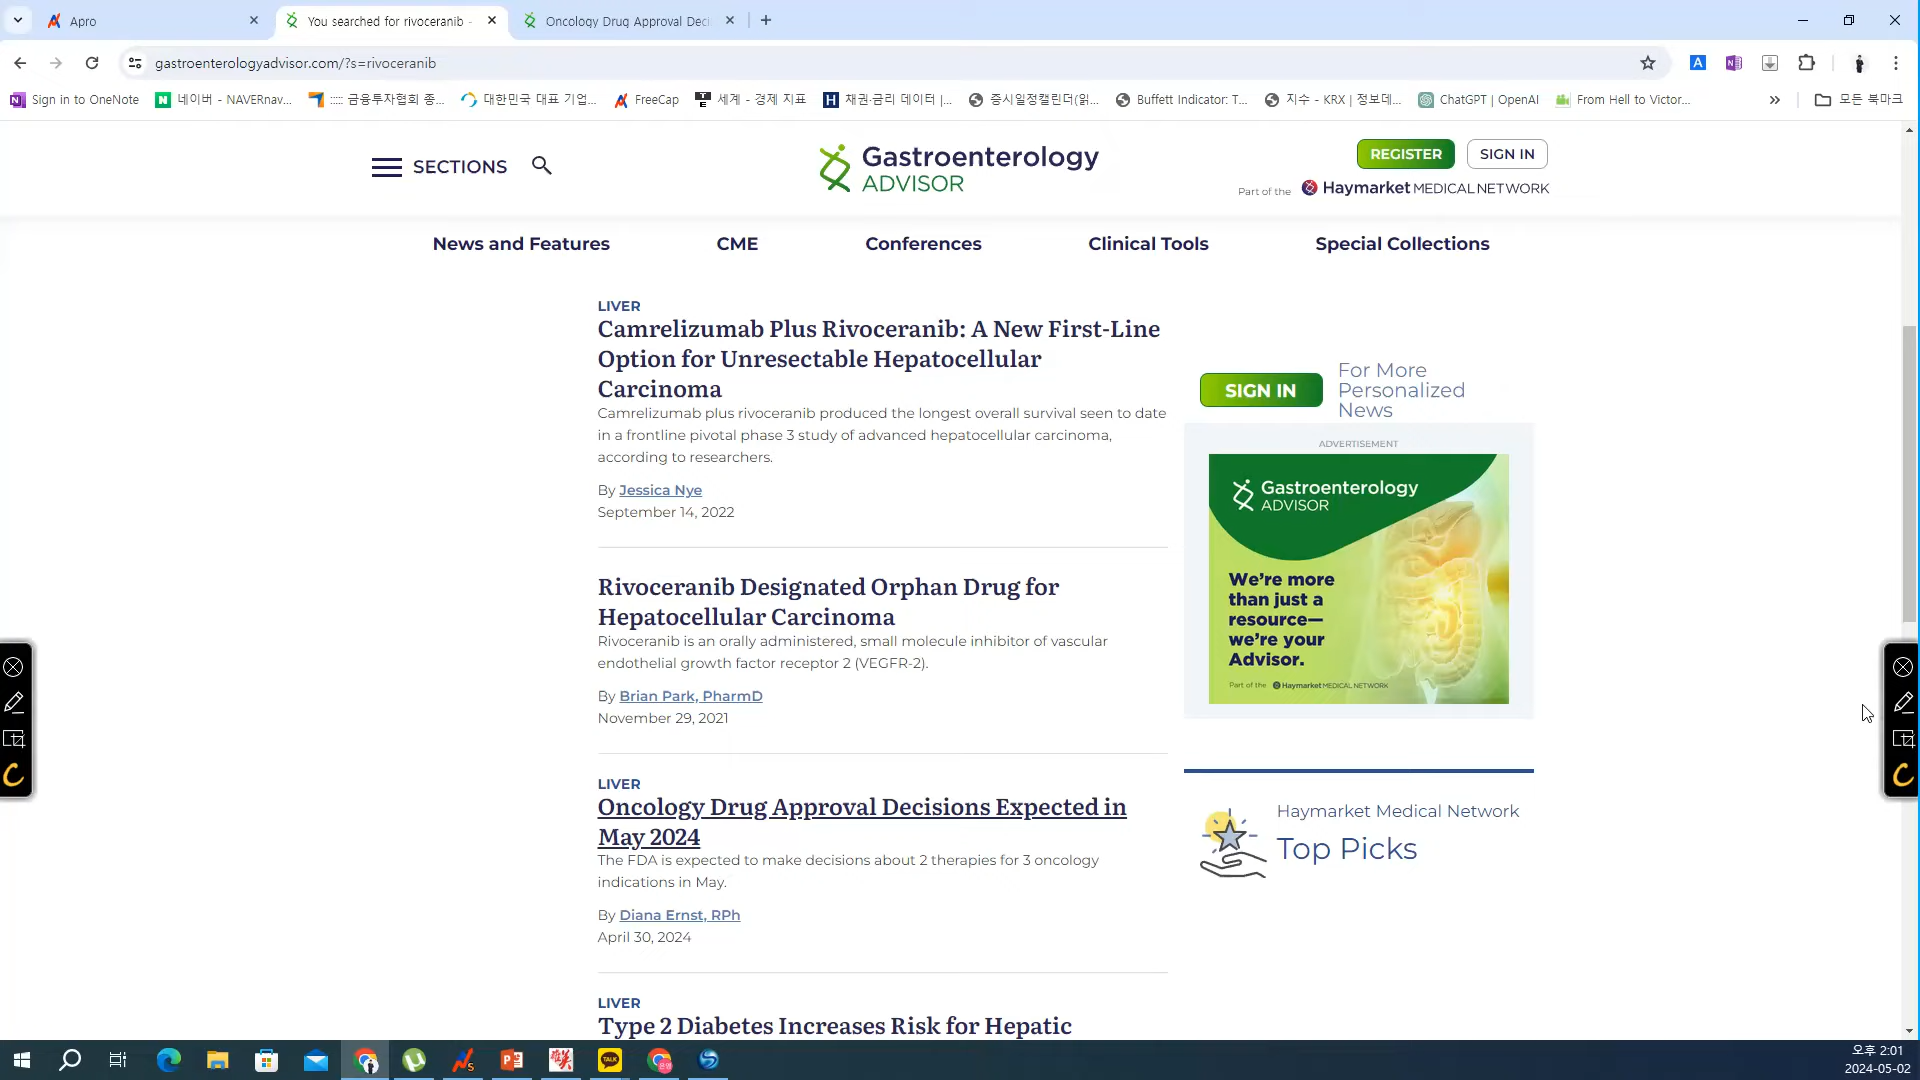 Apro
You searched for rivoceranib -
Oncology Drug Approval Deci
gastroenterologyadvisor.com/?s=rivoceranib
Sign in to OneNote
네이버 - NAVERnav...
::::: 금융투자협회 종...
대한민국 대표 기업...
FreeCap
세계 - 경제 지표
채권·금리 데이터 |...
증시일정캘린더(읽...
Buffett Indicator: T...
지수 - KRX | 정보데...
ChatGPT | OpenAI
From Hell to Victor...
모든 북마크
SECTIONS
Gastroenterology
ADVISOR
REGISTER
SIGN IN
Part of the Haymarket MEDICAL NETWORK
News and Features
CME
Conferences
Clinical Tools
Special Collections
LIVER
Camrelizumab Plus Rivoceranib: A New First-Line
Option for Unresectable Hepatocellular
Carcinoma
Camrelizumab plus rivoceranib produced the longest overall survival seen to date
in a frontline pivotal phase 3 study of advanced hepatocellular carcinoma,
according to researchers.
By Jessica Nye
September 14, 2022
Rivoceranib Designated Orphan Drug for
Hepatocellular Carcinoma
Rivoceranib is an orally administered, small molecule inhibitor of vascular
endothelial growth factor receptor 2 (VEGFR-2).
By Brian Park, PharmD
November 29, 2021
LIVER
Oncology Drug Approval Decisions Expected in
May 2024
The FDA is expected to make decisions about 2 therapies for 3 oncology
indications in May.
By Diana Ernst, RPh
April 30, 2024
LIVER
Type 2 Diabetes Increases Risk for Hepatic
SIGN IN
For More
Personalized
News
ADVERTISEMENT
Gastroenterology
ADVISOR
We're more
than just a
resource—
we're your
Advisor.
Part of the Haymarket MEDICAL NETWORK
Haymarket Medical Network
Top Picks
TALK
오후 2:01
2024-05-02